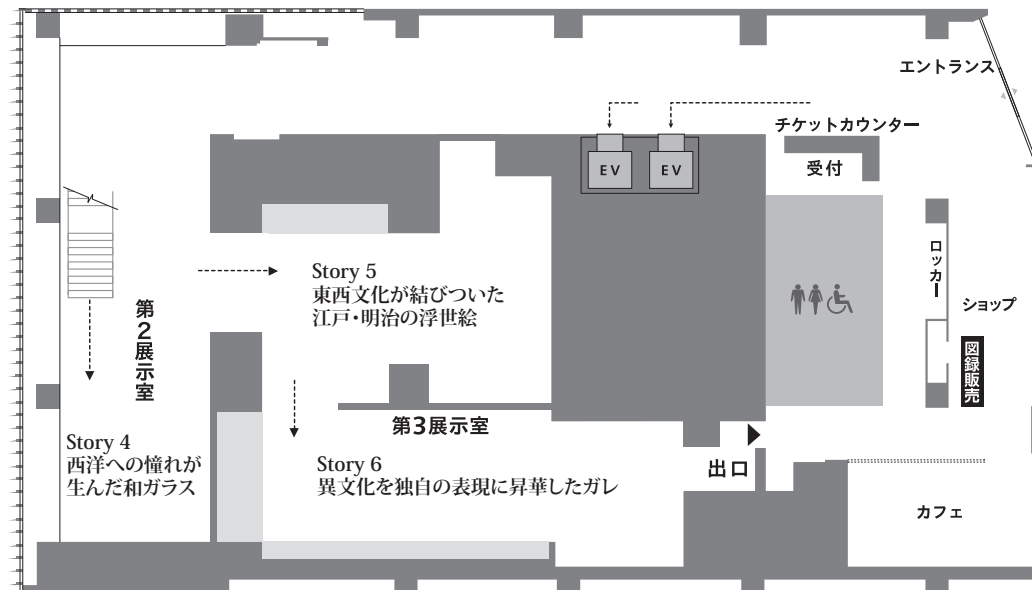 エントランス
チケットカウンター
受付
EV
EV
ロッカー
ショップ
図録販売
Story 5
東西文化が結びついた
江戸・明治の浮世絵
第2展示室
第3展示室
Story 4
西洋への憧れが
生んだ和ガラス
Story 6
異文化を独自の表現に昇華したガレ
出口
カフェ